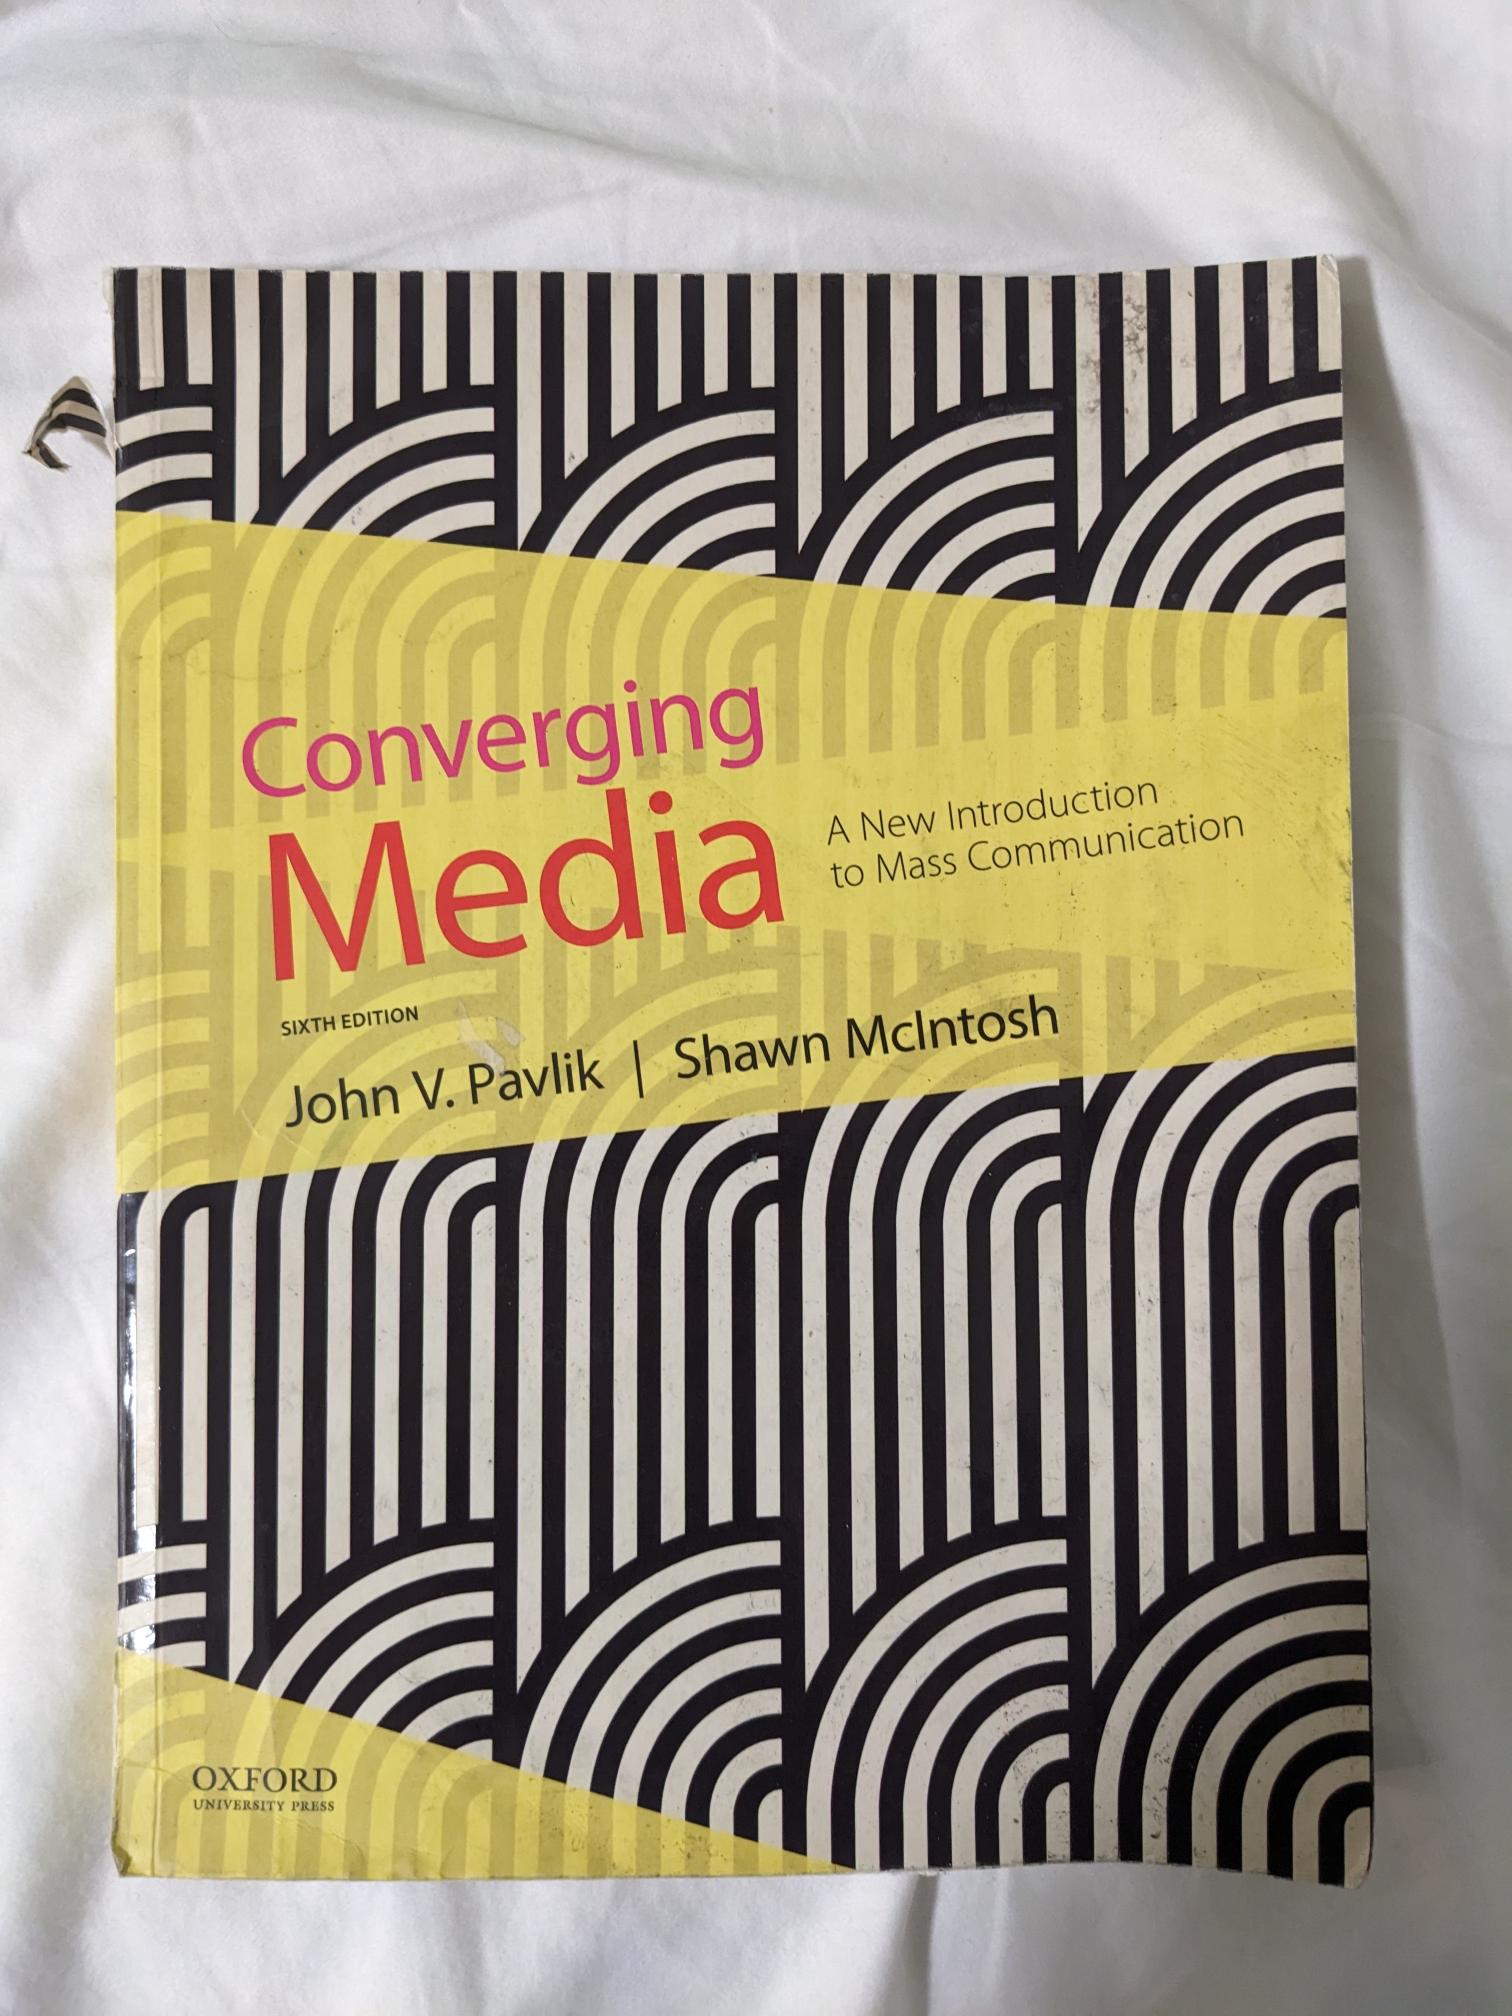 Converging
Media
A New Introduction
to Mass Communication
SIXTH EDITION
John V. Pavlik | Shawn McIntosh
OXFORD
UNIVERSITY PRESS